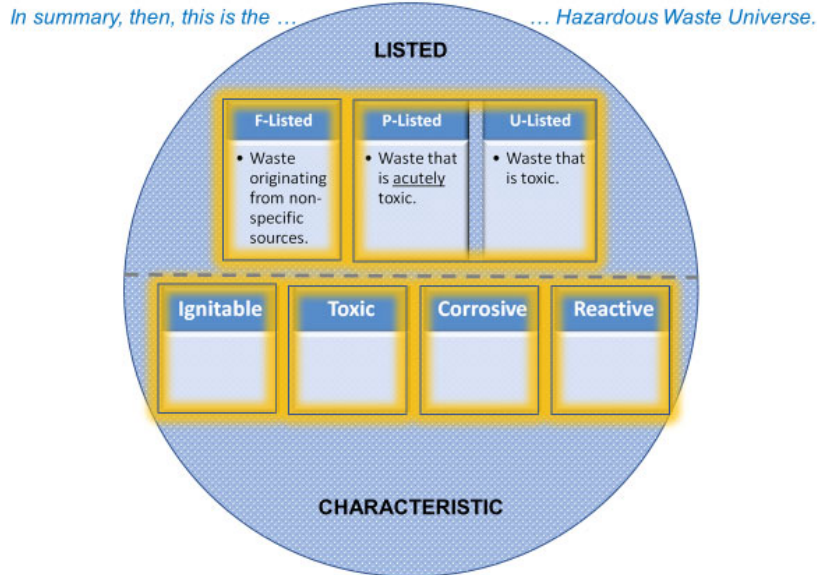 In summary, then, this is the … … Hazardous Waste Universe.
LISTED
F-Listed
• Waste
originating
from non-
specific
sources.
P-Listed
• Waste that
is acutely
toxic.
U-Listed
• Waste that
is toxic.
Ignitable
Toxic
Corrosive
Reactive
CHARACTERISTIC